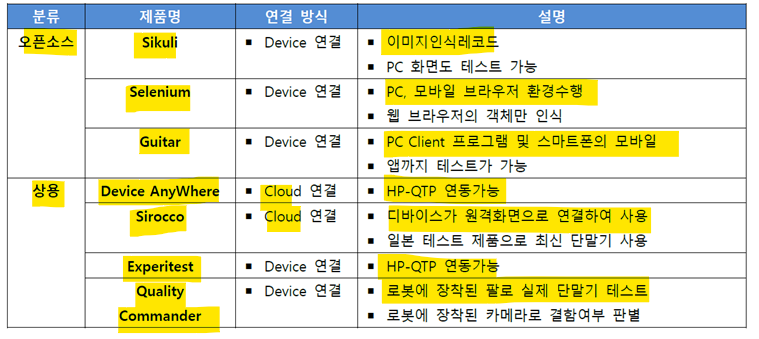 분류 제품명 연결 방식 설명
오픈소스 Sikuli ▪ Device 연결 ▪ 이미지인식레코드
▪ PC 화면도 테스트 가능
Selenium ▪ Device 연결 ▪ PC, 모바일 브라우저 환경수행
▪ 웹 브라우저의 객체만 인식
Guitar ▪ Device 연결 ▪ PC Client 프로그램 및 스마트폰의 모바일
▪ 앱까지 테스트가 가능
상용 Device AnyWhere ▪ Cloud 연결 ▪ HP-QTP 연동가능
Sirocco ▪ Cloud 연결 ▪ 디바이스가 원격화면으로 연결하여 사용
▪ 일본 테스트 제품으로 최신 단말기 사용
Experitest ▪ Device 연결 ▪ HP-QTP 연동가능
Quality ▪ Device 연결 ▪ 로봇에 장착된 팔로 실제 단말기 테스트
Commander ▪ 로봇에 장착된 카메라로 결함여부 판별